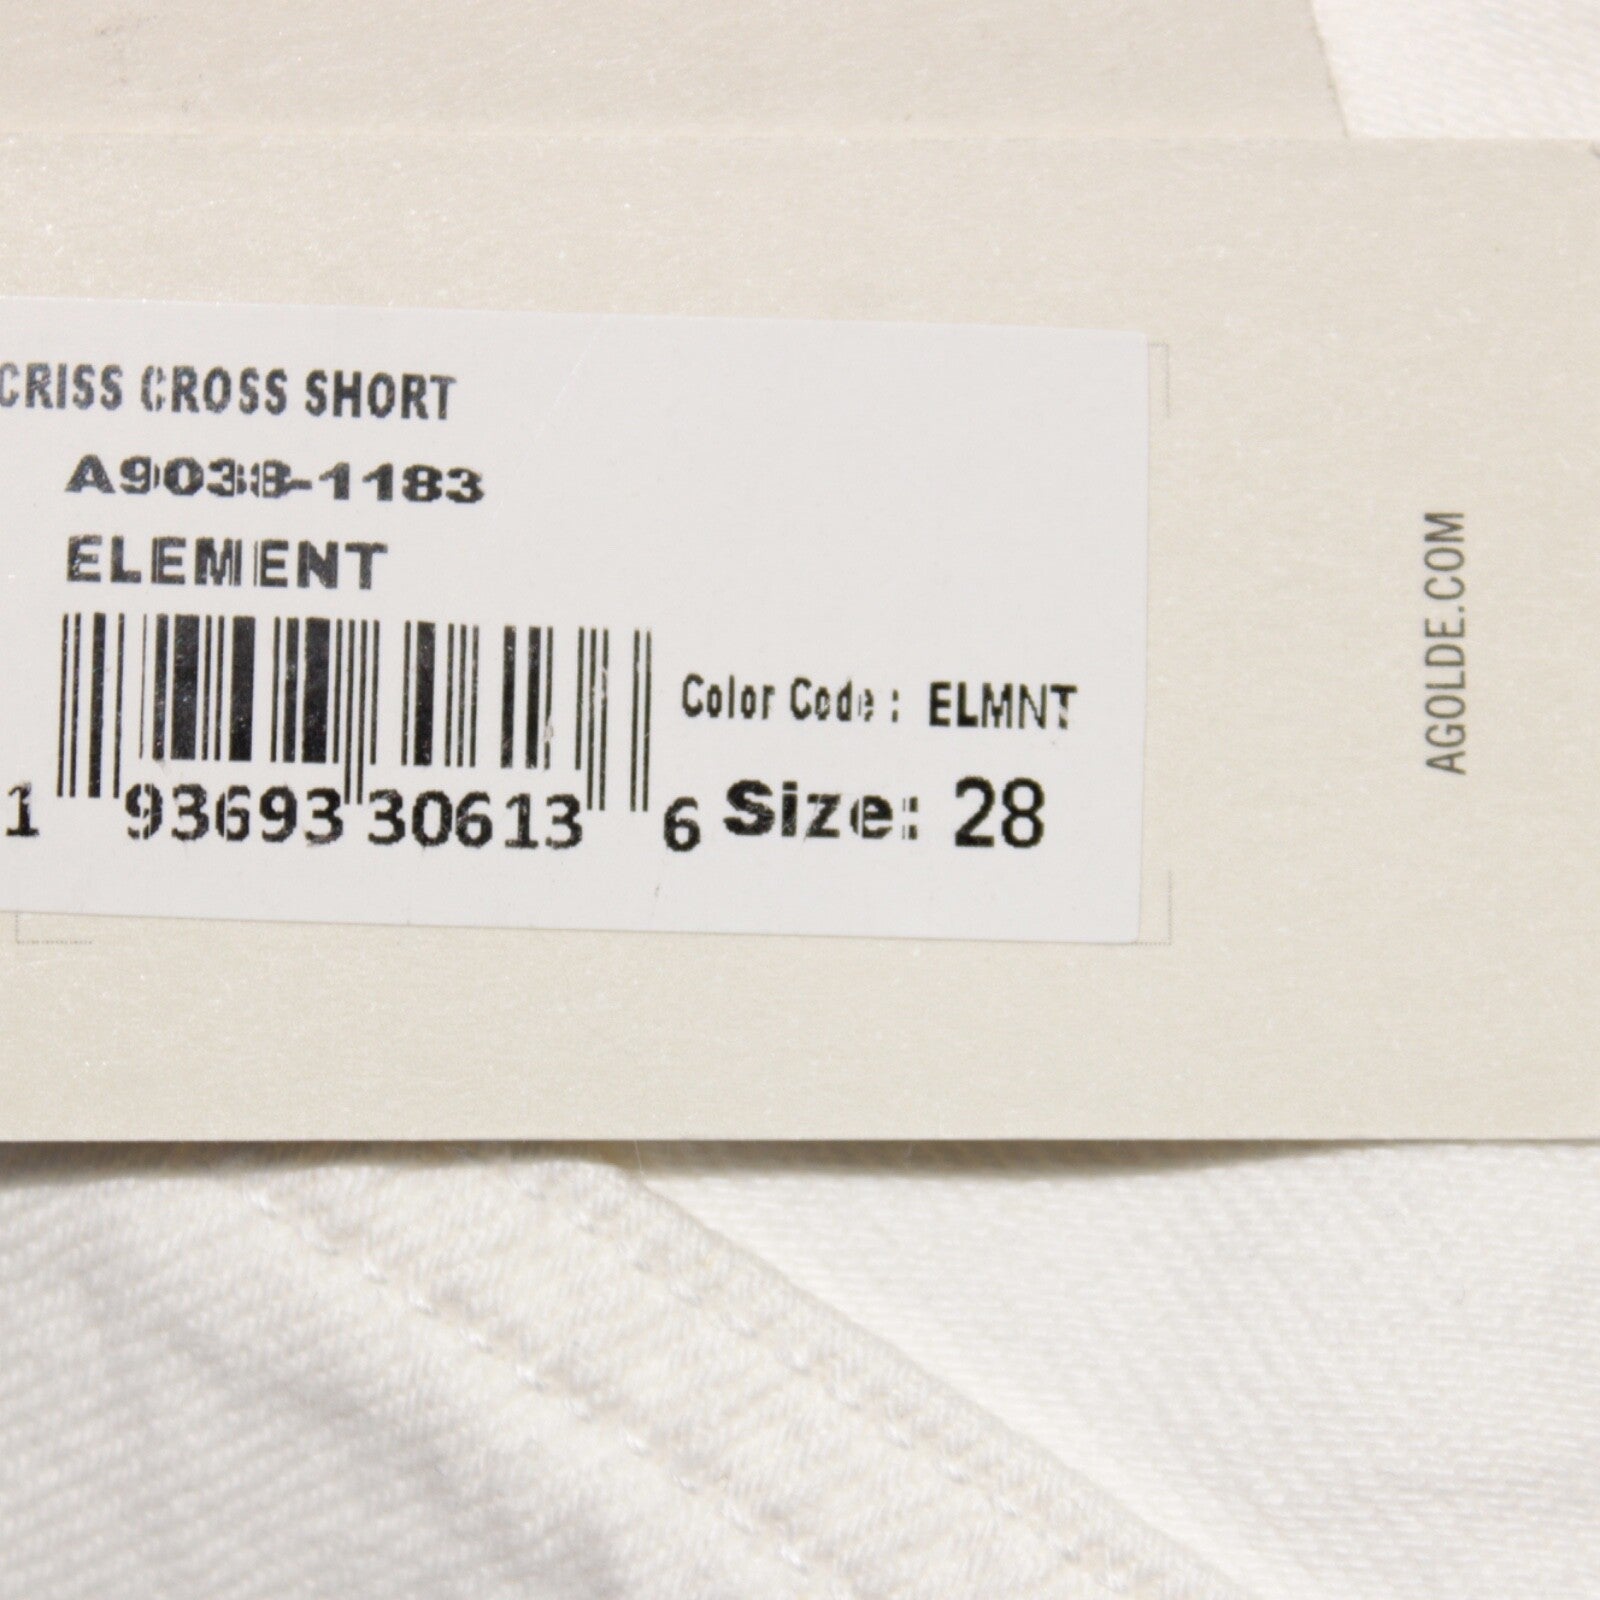 CRISS CROSS SHORT
A9038-1183
ELEMENT
Color Code : ELMNT
1 93693 30613 6 Size: 28
AGOLDE.COM